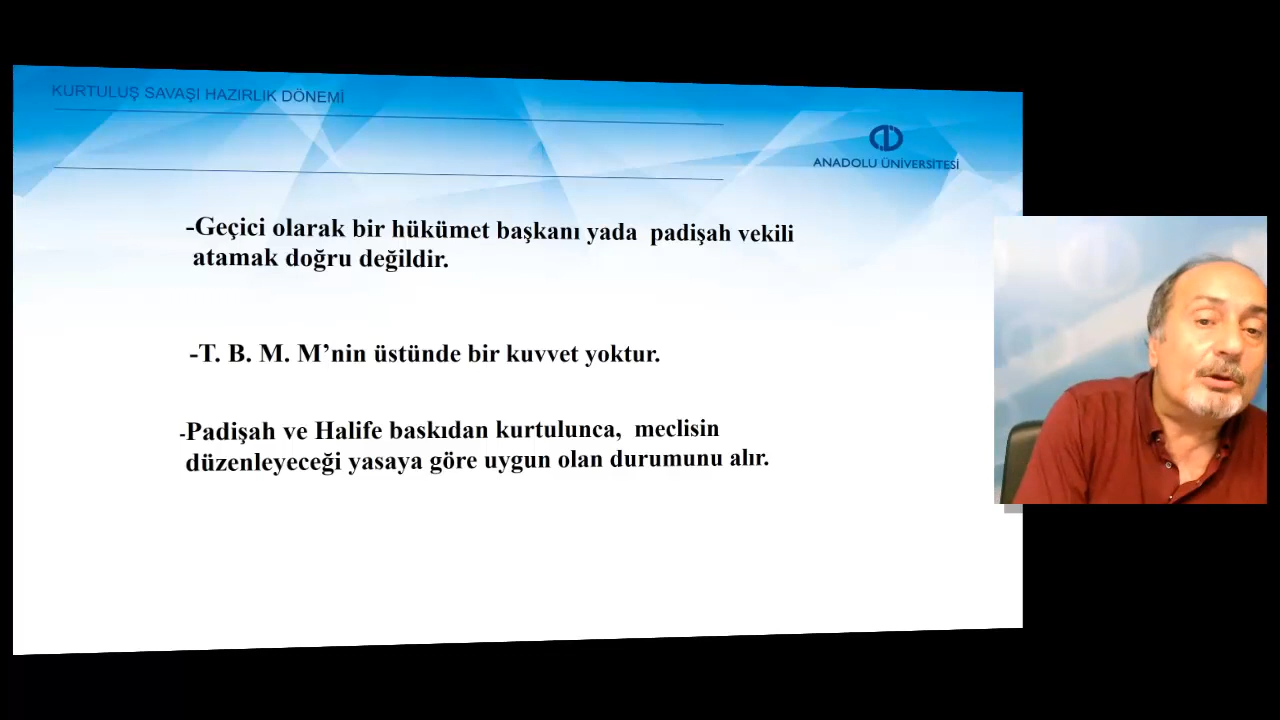 KURTULUŞ SAVAŞI HAZIRLIK DÖNEMİ
ANADOLU ÜNİVERSİTESİ
-Geçici olarak bir hükümet başkanı yada padişah vekili
atamak doğru değildir.
-T. B. M. M’nin üstünde bir kuvvet yoktur.
-Padişah ve Halife baskıdan kurtulunca, meclisin
düzenleyeceği yasaya göre uygun olan durumunu alır.